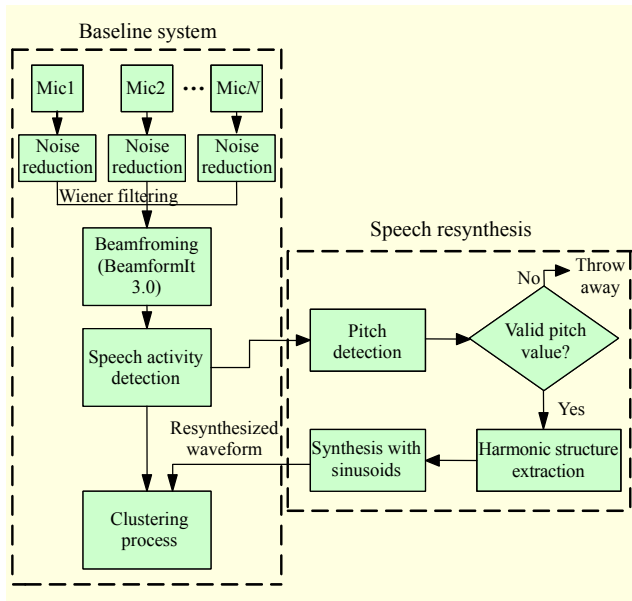 Baseline system
Mic1
Mic2
...
MicN
Noise
reduction
Noise
reduction
Noise
reduction
Wiener filtering
Beamfroming
(BeamformIt
3.0)
Speech activity
detection
Clustering
process
Speech resynthesis
Pitch
detection
Valid pitch
value?
No
Throw
away
Yes
Harmonic structure
extraction
Synthesis with
sinusoids
Resynthesized
waveform